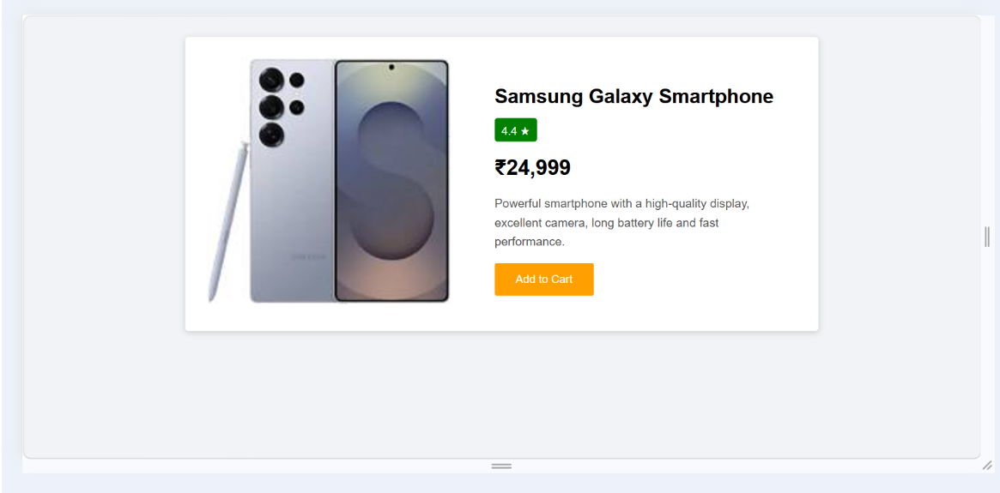 Samsung Galaxy Smartphone
4.4 ★
₹24,999
Powerful smartphone with a high-quality display,
excellent camera, long battery life and fast
performance.
Add to Cart